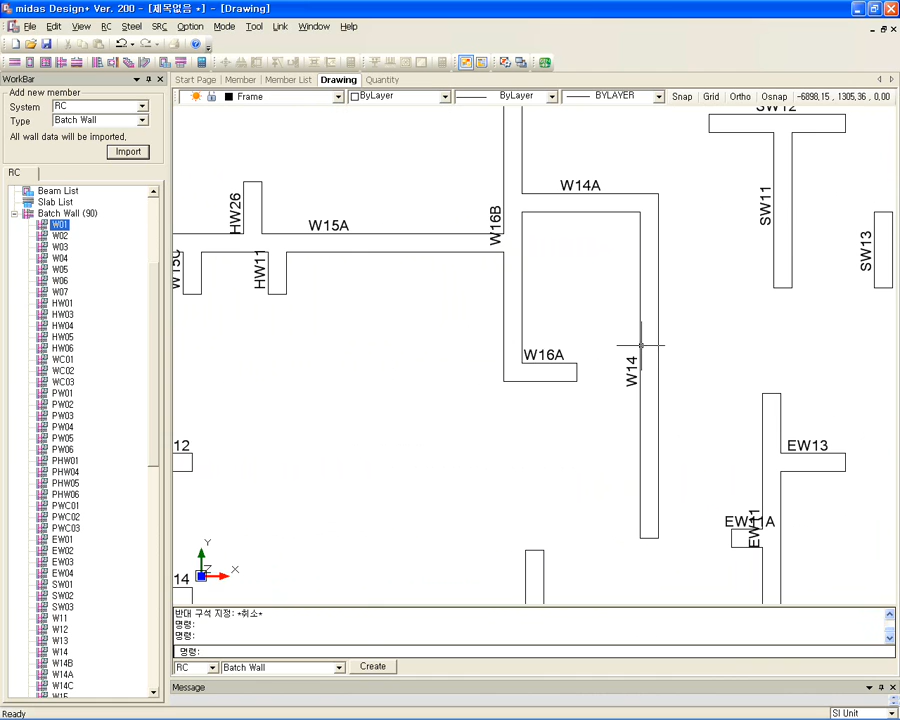 midas Design+ Ver. 200 - [제목없음 *] - [Drawing]
File Edit View RC Steel SRC Option Mode Tool Link Window Help
WorkBar
Start Page Member Member List Drawing Quantity
Add new member
System RC
Type Batch Wall
All wall data will be imported.
Import
Frame ByLayer ByLayer BYLAYER Snap Grid Ortho Osnap -6898,15 , 1305,36 , 0,00
RC
Beam List
Slab List
Batch Wall (90)
W01
W02
W03
W04
W05
W06
W07
HW01
HW03
HW04
HW05
HW06
WC01
WC02
WC03
PW01
PW02
PW03
PW04
PW05
PW06
PHW01
PHW04
PHW05
PHW06
PWC01
PWC02
PWC03
EW01
EW02
EW03
EW04
SW01
SW02
SW03
W11
W12
W13
W14
W14B
W14A
W14C
SW12
W14A
HW26
W15A
W16B
SW11
SW13
W15C
HW11
W16A
W14
12
EW13
EW11A
EW11
Y
Z
X
14
반대 구석 지정: *취소*
명령:
명령:
명령:
RC Batch Wall Create
Message
Ready
SI Unit